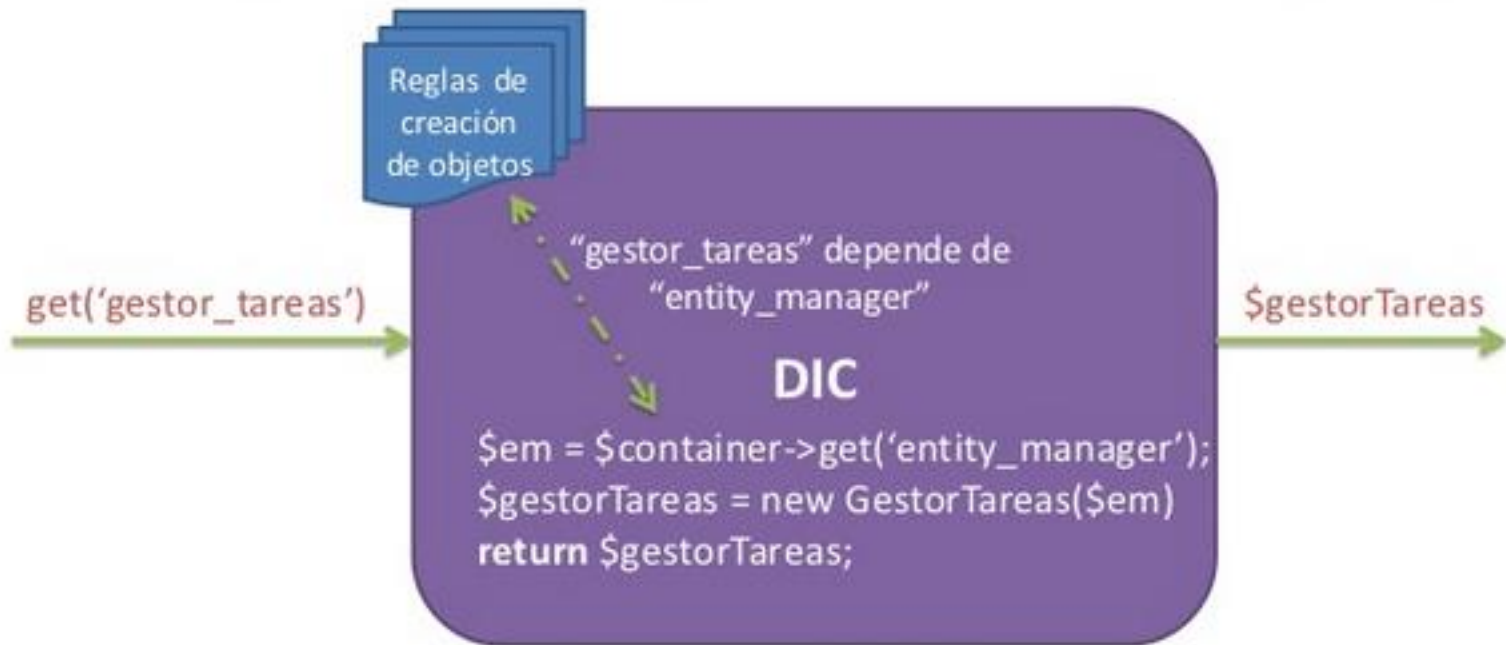 Reglas de
creación
de objetos
“gestor_tareas” depende de
“entity_manager”
get(‘gestor_tareas’)
$gestorTareas
DIC
$em = $container->get(‘entity_manager’);
$gestorTareas = new GestorTareas($em)
return $gestorTareas;